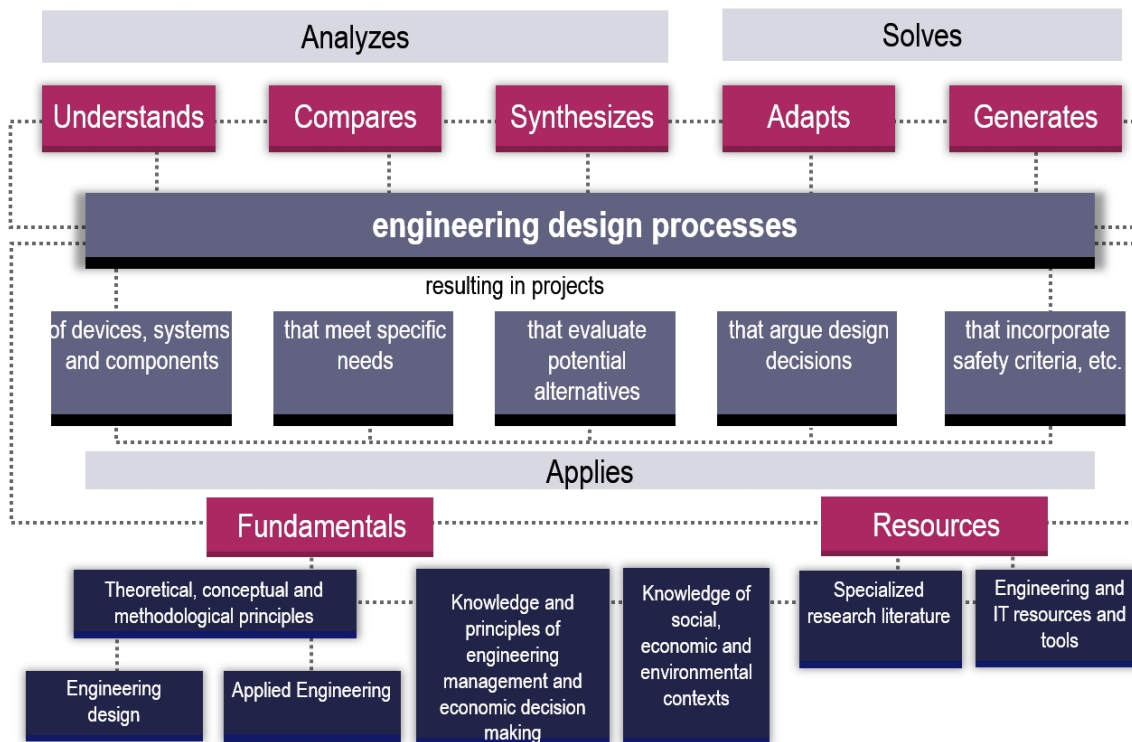 Analyzes
Solves
Understands
Compares
Synthesizes
Adapts
Generates
engineering design processes
resulting in projects
of devices, systems
and components
that meet specific
needs
that evaluate
potential
alternatives
that argue design
decisions
that incorporate
safety criteria, etc.
Applies
Fundamentals
Resources
Theoretical, conceptual and
methodological principles
Knowledge and
principles of
engineering
management and
economic decision
making
Knowledge of
social,
economic and
environmental
contexts
Specialized
research literature
Engineering and
IT resources and
tools
Engineering
design
Applied Engineering